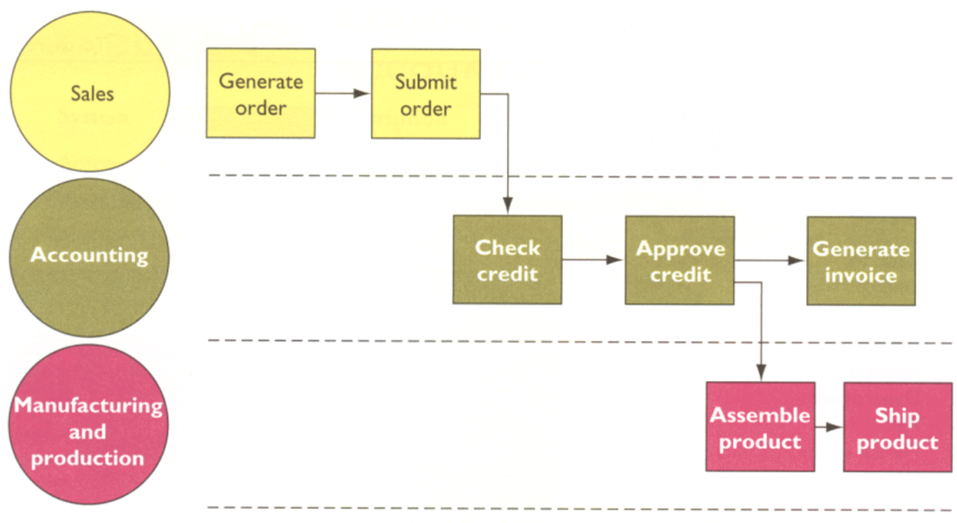 Sales
Generate
order
Submit
order
Accounting
Check
credit
Approve
credit
Generate
invoice
Manufacturing
and
production
Assemble
product
Ship
product